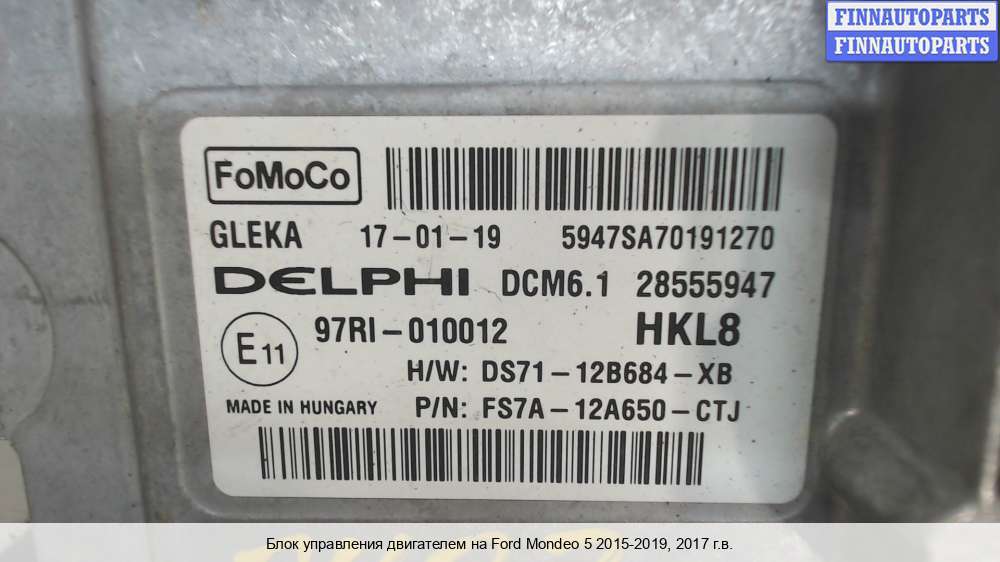 FINNAUTOPARTS
FINNAUTOPARTS
FoMoCo
GLEKA 17-01-19 5947SA70191270
DELPHI DCM6.1 28555947
E11 97RI-010012 HKL8
H/W: DS71-12B684-XB
MADE IN HUNGARY P/N: FS7A-12A650-CTJ
Блок управления двигателем на Ford Mondeo 5 2015-2019, 2017 г.в.